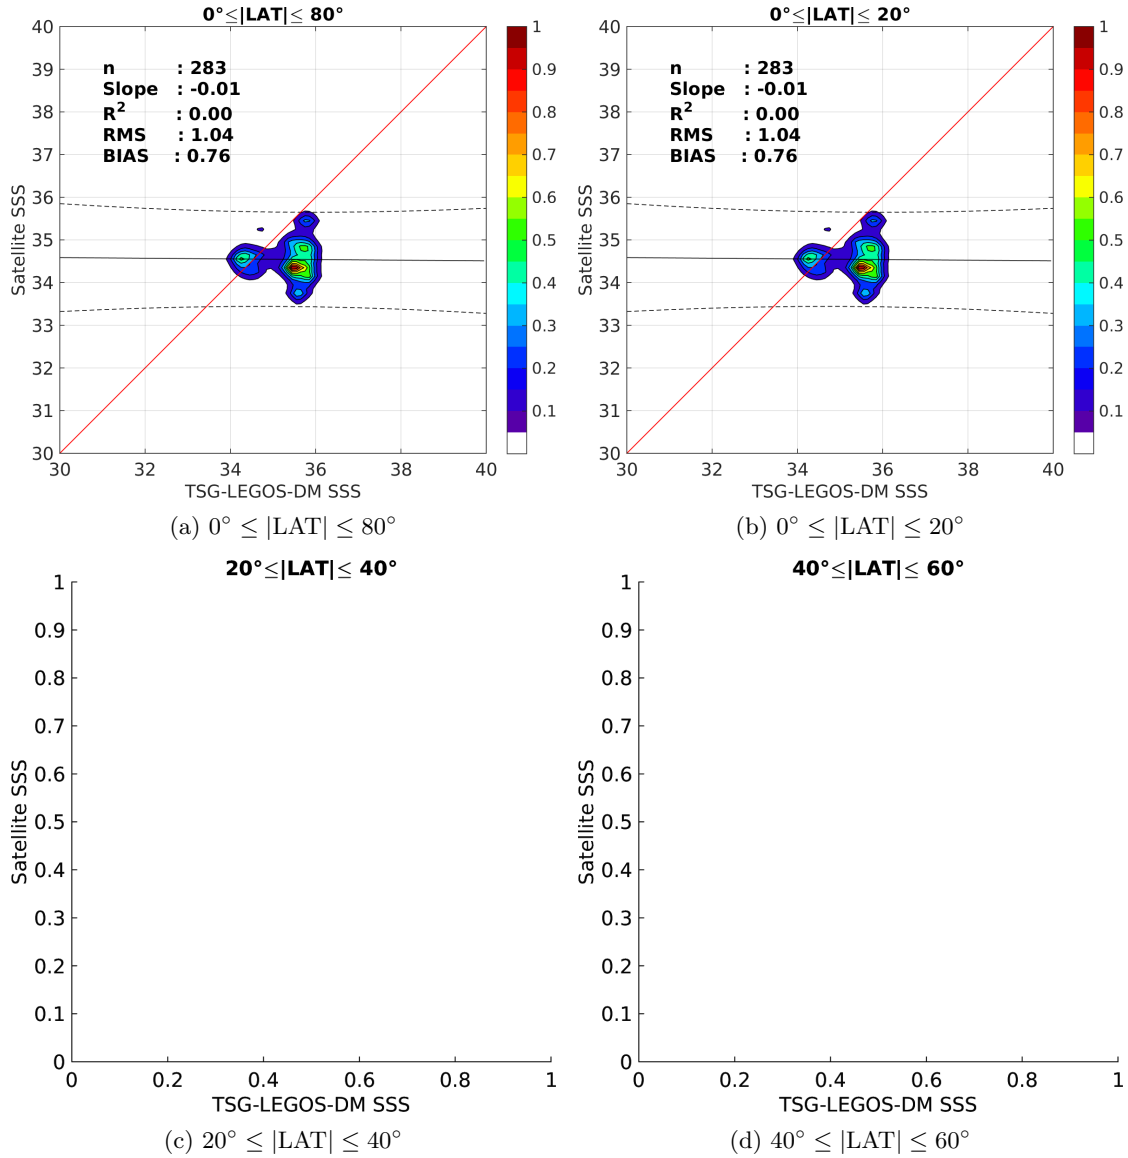 0°≤|LAT|≤ 80°
40
39
38
37
36
35
34
33
32
31
30
n : 283
Slope : -0.01
R² : 0.00
RMS : 1.04
BIAS : 0.76
Satellite SSS
30 32 34 36 38 40
TSG-LEGOS-DM SSS
1
0.9
0.8
0.7
0.6
0.5
0.4
0.3
0.2
0.1
(a) 0° ≤ |LAT| ≤ 80°
0°≤|LAT|≤ 20°
40
39
38
37
36
35
34
33
32
31
30
n : 283
Slope : -0.01
R² : 0.00
RMS : 1.04
BIAS : 0.76
Satellite SSS
30 32 34 36 38 40
TSG-LEGOS-DM SSS
1
0.9
0.8
0.7
0.6
0.5
0.4
0.3
0.2
0.1
(b) 0° ≤ |LAT| ≤ 20°
20°≤|LAT|≤ 40°
1
0.9
0.8
0.7
0.6
0.5
0.4
0.3
0.2
0.1
0
Satellite SSS
0 0.2 0.4 0.6 0.8 1
TSG-LEGOS-DM SSS
(c) 20° ≤ |LAT| ≤ 40°
40°≤|LAT|≤ 60°
1
0.9
0.8
0.7
0.6
0.5
0.4
0.3
0.2
0.1
0
Satellite SSS
0 0.2 0.4 0.6 0.8 1
TSG-LEGOS-DM SSS
(d) 40° ≤ |LAT| ≤ 60°